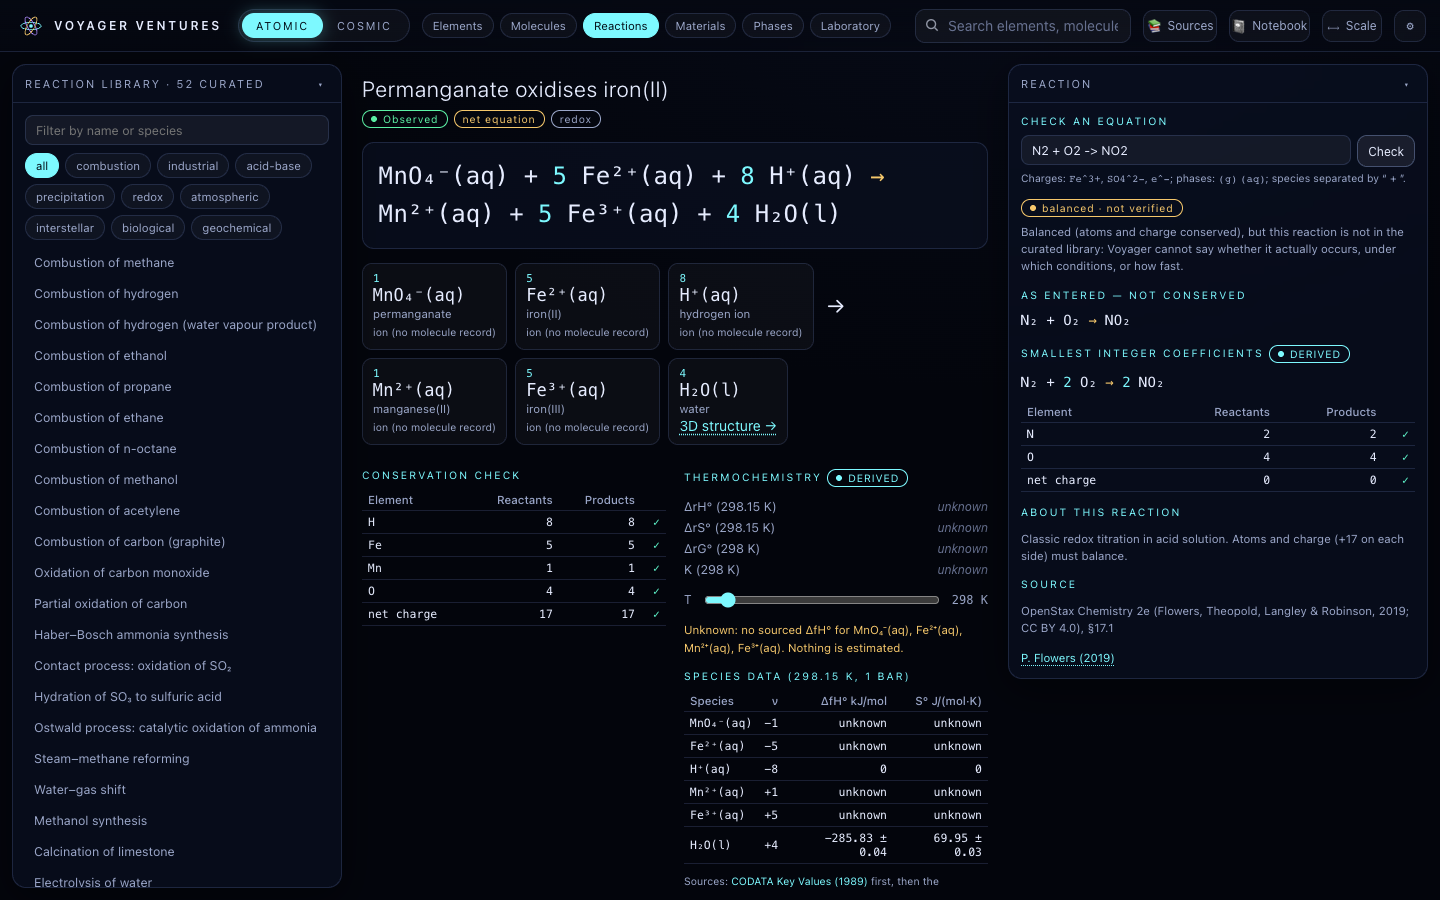 VOYAGER VENTURES
ATOMIC COSMIC
Elements Molecules Reactions Materials Phases Laboratory
Search elements, molecule
Sources Notebook Scale
REACTION LIBRARY · 52 CURATED
Filter by name or species
all combustion industrial acid-base
precipitation redox atmospheric
interstellar biological geochemical
Combustion of methane
Combustion of hydrogen
Combustion of hydrogen (water vapour product)
Combustion of ethanol
Combustion of propane
Combustion of ethane
Combustion of n-octane
Combustion of methanol
Combustion of acetylene
Combustion of carbon (graphite)
Oxidation of carbon monoxide
Partial oxidation of carbon
Haber–Bosch ammonia synthesis
Contact process: oxidation of SO₂
Hydration of SO₃ to sulfuric acid
Ostwald process: catalytic oxidation of ammonia
Steam–methane reforming
Water–gas shift
Methanol synthesis
Calcination of limestone
Electrolysis of water
Permanganate oxidises iron(II)
Observed net equation redox
MnO₄⁻(aq) + 5 Fe²⁺(aq) + 8 H⁺(aq) →
Mn²⁺(aq) + 5 Fe³⁺(aq) + 4 H₂O(l)
1 5 8
MnO₄⁻(aq) Fe²⁺(aq) H⁺(aq) →
permanganate iron(II) hydrogen ion
ion (no molecule record) ion (no molecule record) ion (no molecule record)
1 5 4
Mn²⁺(aq) Fe³⁺(aq) H₂O(l)
manganese(II) iron(III) water
ion (no molecule record) ion (no molecule record) 3D structure →
CONSERVATION CHECK
Element Reactants Products
H 8 8 ✓
Fe 5 5 ✓
Mn 1 1 ✓
O 4 4 ✓
net charge 17 17 ✓
THERMOCHEMISTRY DERIVED
ΔrH° (298.15 K) unknown
ΔrS° (298.15 K) unknown
ΔrG° (298 K) unknown
K (298 K) unknown
T 298 K
Unknown: no sourced ΔfH° for MnO₄⁻(aq), Fe²⁺(aq),
Mn²⁺(aq), Fe³⁺(aq). Nothing is estimated.
SPECIES DATA (298.15 K, 1 BAR)
Species ν ΔfH° kJ/mol S° J/(mol·K)
MnO₄⁻(aq) −1 unknown unknown
Fe²⁺(aq) −5 unknown unknown
H⁺(aq) −8 0 0
Mn²⁺(aq) +1 unknown unknown
Fe³⁺(aq) +5 unknown unknown
H₂O(l) +4 −285.83 ± 0.04 69.95 ± 0.03
Sources: CODATA Key Values (1989) first, then the
REACTION
CHECK AN EQUATION
N2 + O2 -> NO2 Check
Charges: Fe^3+, SO4^2−, e^−; phases: (g) (aq); species separated by “ + ”.
balanced · not verified
Balanced (atoms and charge conserved), but this reaction is not in the
curated library: Voyager cannot say whether it actually occurs, under
which conditions, or how fast.
AS ENTERED — NOT CONSERVED
N₂ + O₂ → NO₂
SMALLEST INTEGER COEFFICIENTS DERIVED
N₂ + 2 O₂ → 2 NO₂
Element Reactants Products
N 2 2 ✓
O 4 4 ✓
net charge 0 0 ✓
ABOUT THIS REACTION
Classic redox titration in acid solution. Atoms and charge (+17 on each
side) must balance.
SOURCE
OpenStax Chemistry 2e (Flowers, Theopold, Langley & Robinson, 2019;
CC BY 4.0), §17.1
P. Flowers (2019)